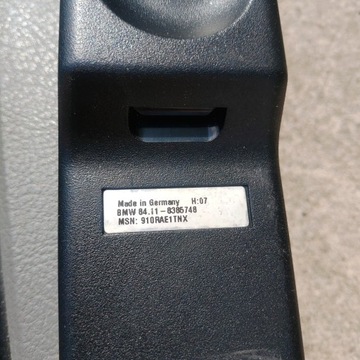 Made in Germany H:07
BMW 84.11-8385748
MSN: 910RAE1TNX